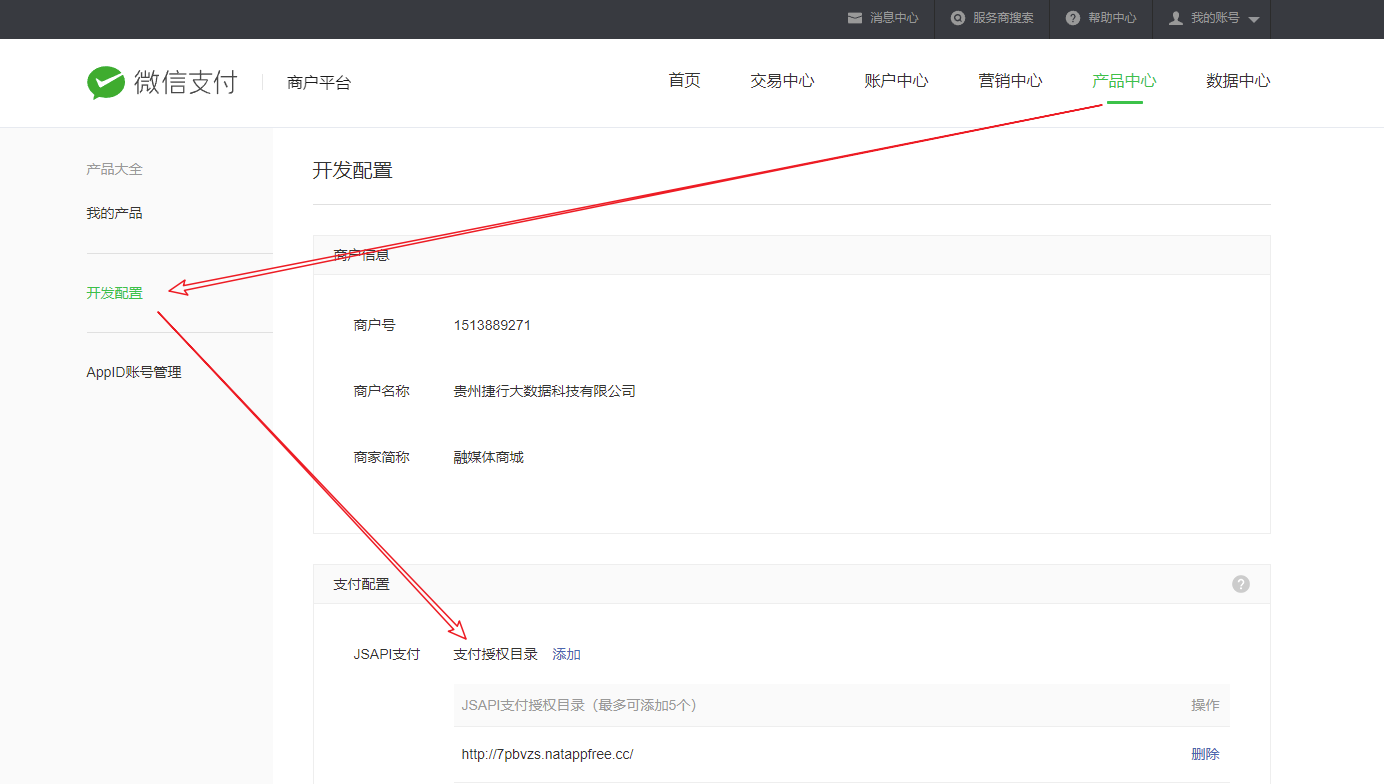 消息中心 服务商搜索 帮助中心 我的账号
微信支付 商户平台 首页 交易中心 账户中心 营销中心 产品中心 数据中心
产品大全
我的产品
开发配置
AppID账号管理
开发配置
商户信息
商户号 1513889271
商户名称 贵州捷行大数据科技有限公司
商家简称 融媒体商城
支付配置 ?
JSAPI支付 支付授权目录 添加
JSAPI支付授权目录（最多可添加5个） 操作
http://7pbvzs.natappfree.cc/ 删除